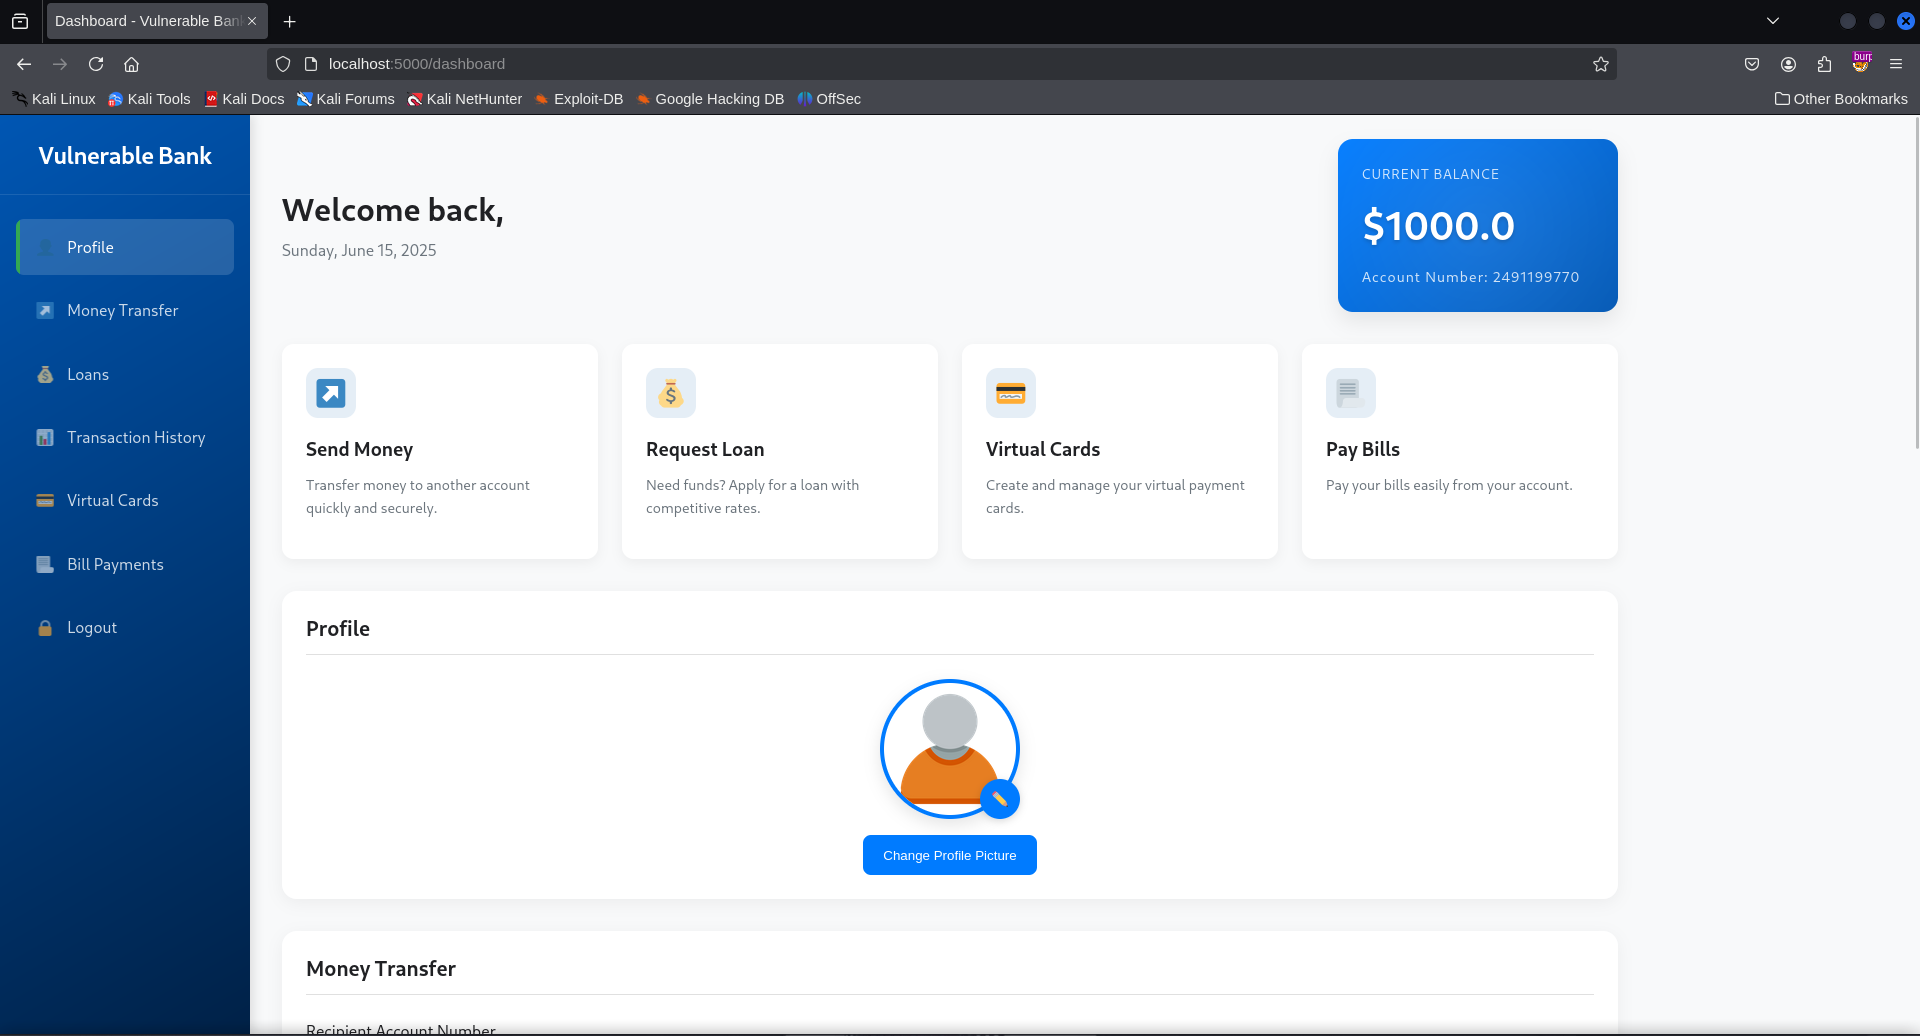 Dashboard - Vulnerable Bank
localhost:5000/dashboard
burp
Kali Linux
Kali Tools
Kali Docs
Kali Forums
Kali NetHunter
Exploit-DB
Google Hacking DB
OffSec
Other Bookmarks
Vulnerable Bank
Profile
Money Transfer
Loans
Transaction History
Virtual Cards
Bill Payments
Logout
Welcome back,
Sunday, June 15, 2025
CURRENT BALANCE
$1000.0
Account Number: 2491199770
Send Money
Transfer money to another account
quickly and securely.
Request Loan
Need funds? Apply for a loan with
competitive rates.
Virtual Cards
Create and manage your virtual payment
cards.
Pay Bills
Pay your bills easily from your account.
Profile
Change Profile Picture
Money Transfer
Recipient Account Number